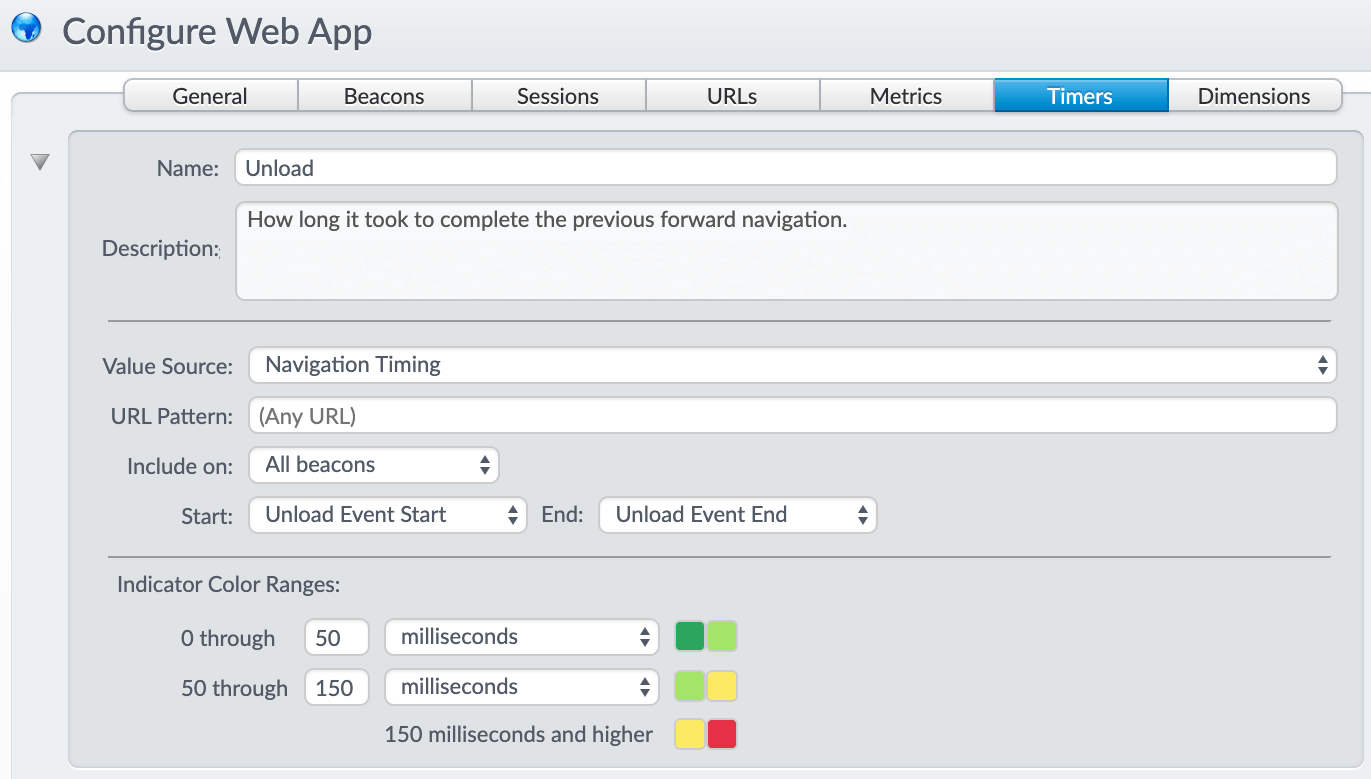 Configure Web App
General Beacons Sessions URLs Metrics Timers Dimensions
Name: Unload
Description: How long it took to complete the previous forward navigation.
Value Source: Navigation Timing
URL Pattern: (Any URL)
Include on: All beacons
Start: Unload Event Start End: Unload Event End
Indicator Color Ranges:
0 through 50 milliseconds
50 through 150 milliseconds
150 milliseconds and higher